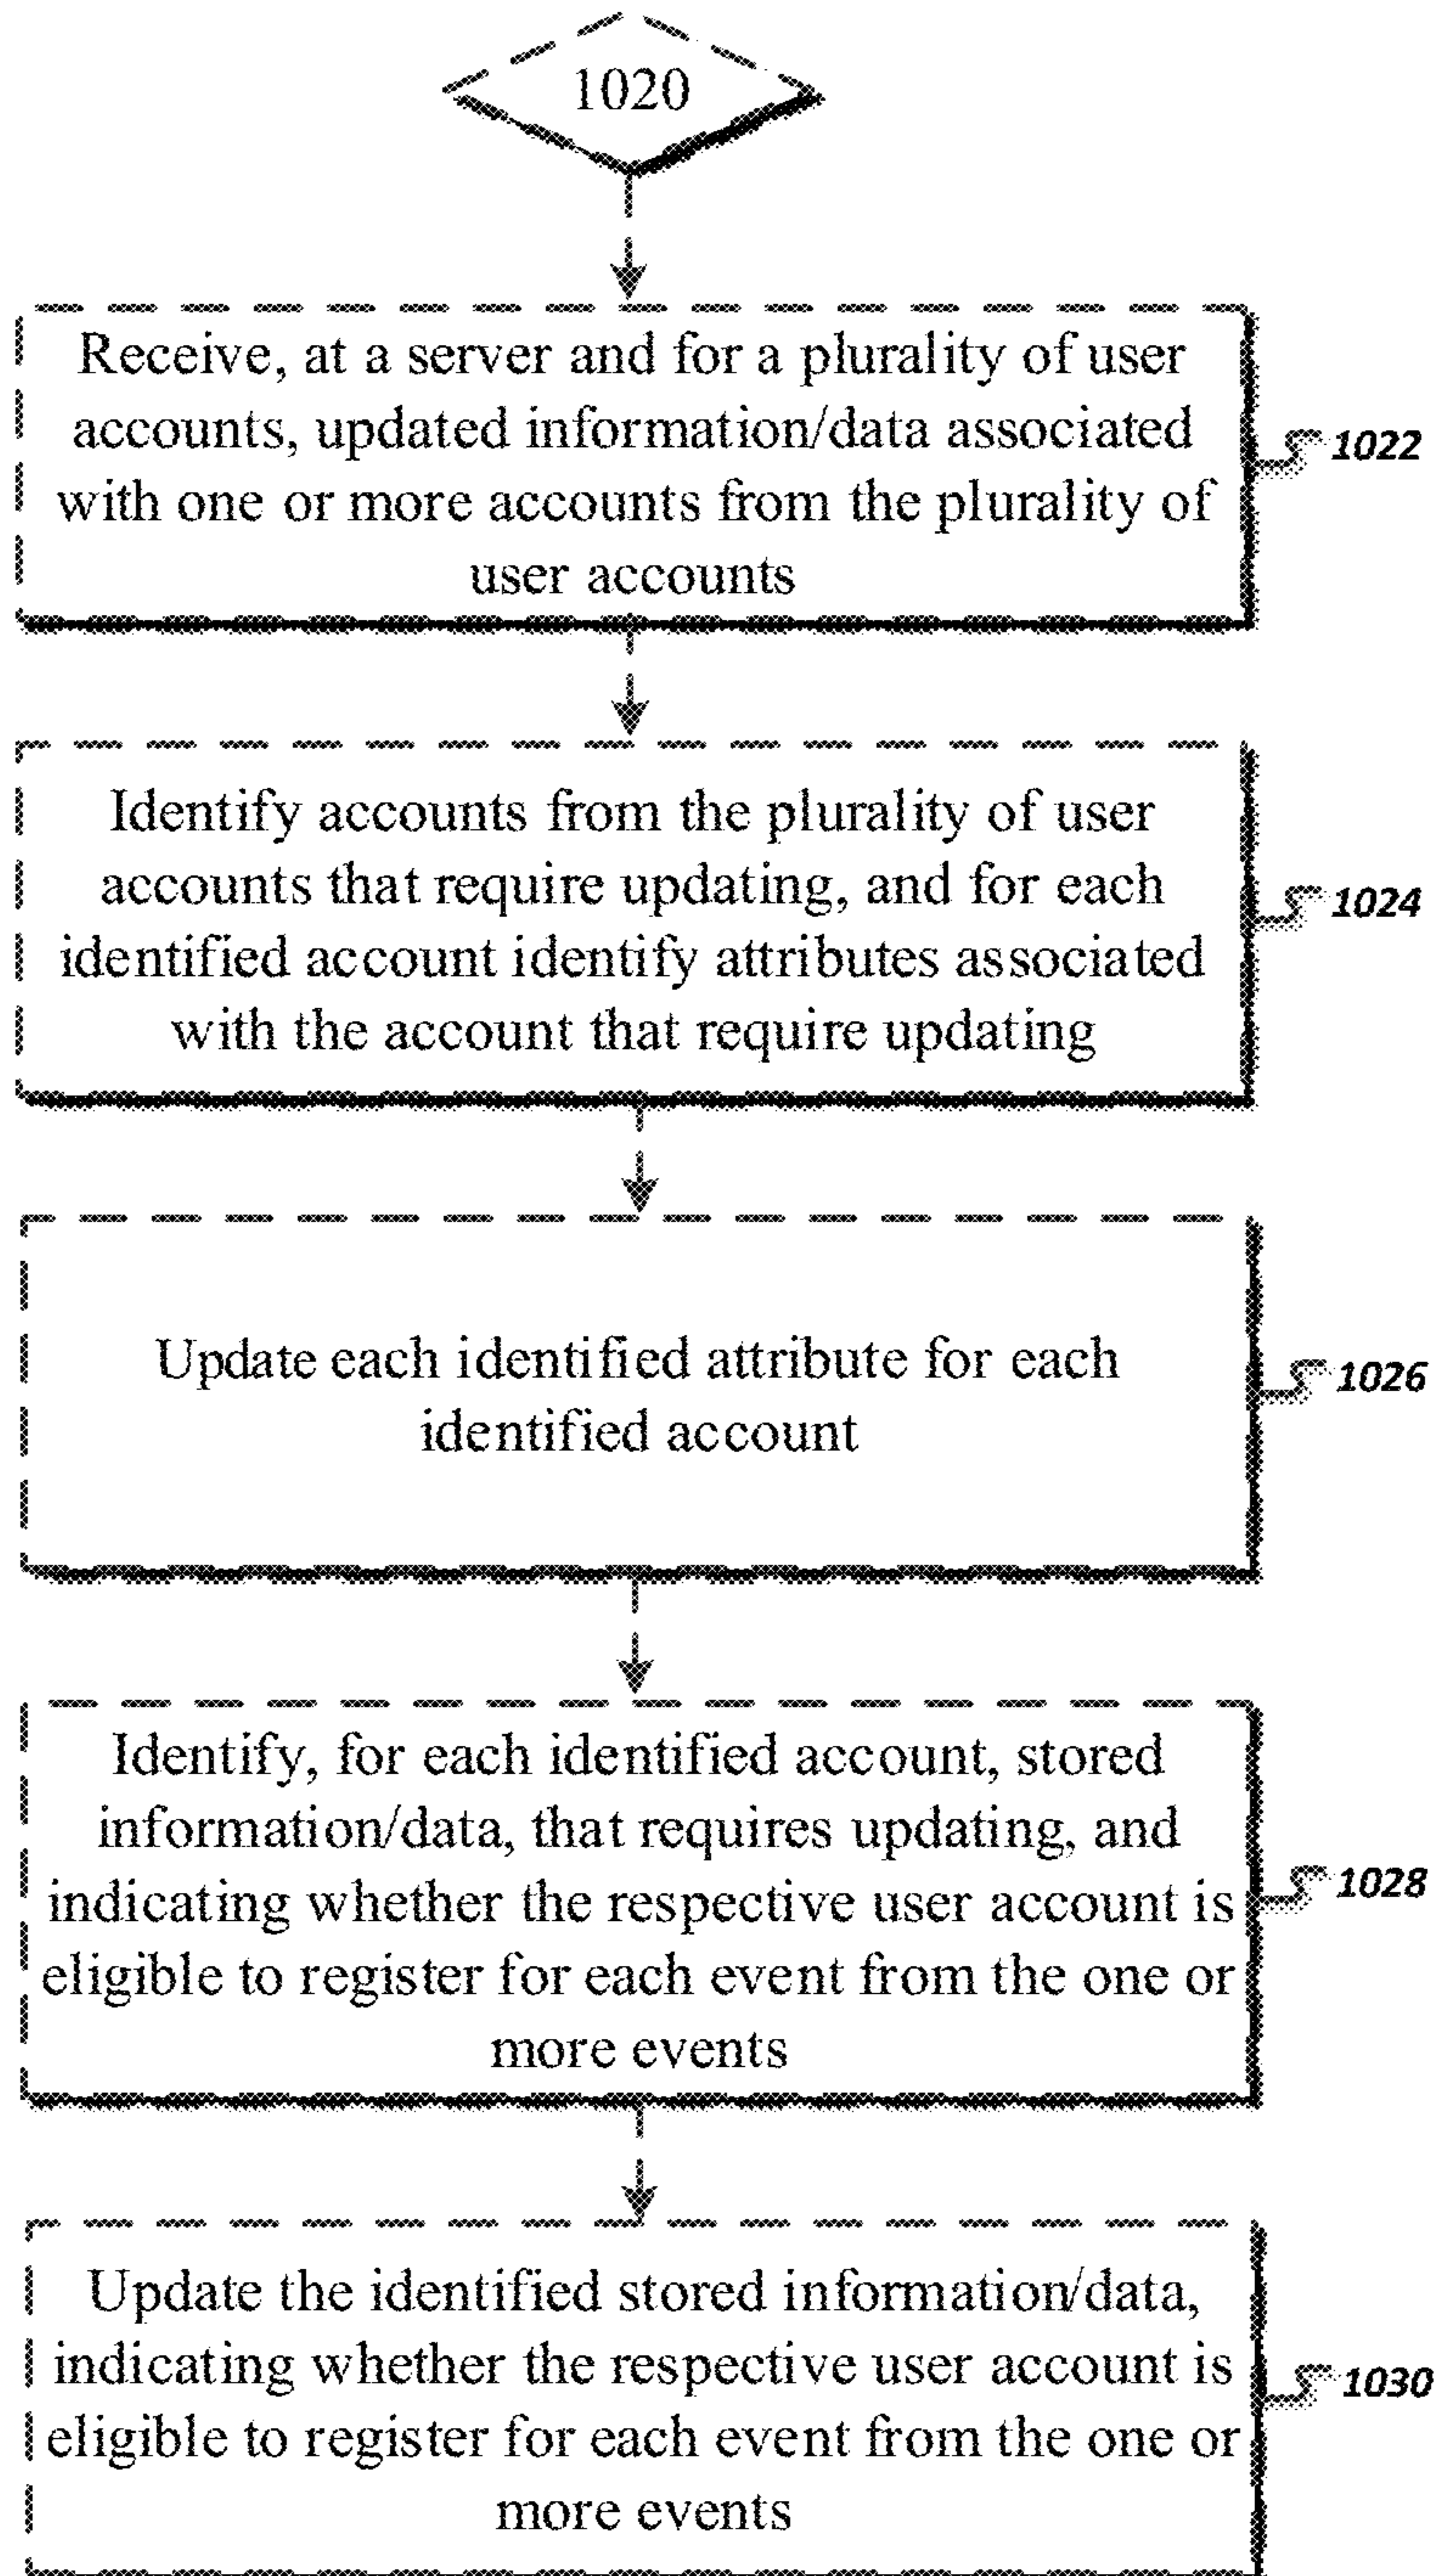 1020
Receive, at a server and for a plurality of user
accounts, updated information/data associated
with one or more accounts from the plurality of
user accounts
1022
Identify accounts from the plurality of user
accounts that require updating, and for each
identified account identify attributes associated
with the account that require updating
1024
Update each identified attribute for each
identified account
1026
Identify, for each identified account, stored
information/data, that requires updating, and
indicating whether the respective user account is
eligible to register for each event from the one or
more events
1028
Update the identified stored information/data,
indicating whether the respective user account is
eligible to register for each event from the one or
more events
1030